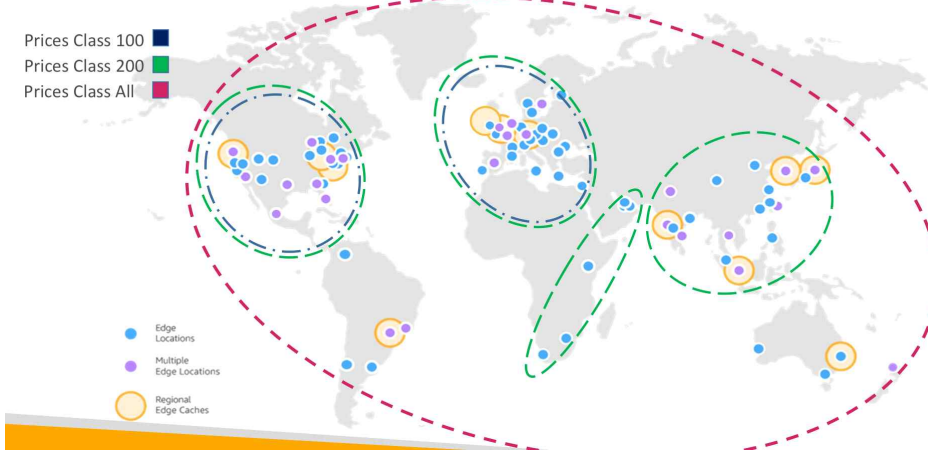 Prices Class 100
Prices Class 200
Prices Class All
Edge
Locations
Multiple
Edge Locations
Regional
Edge Caches